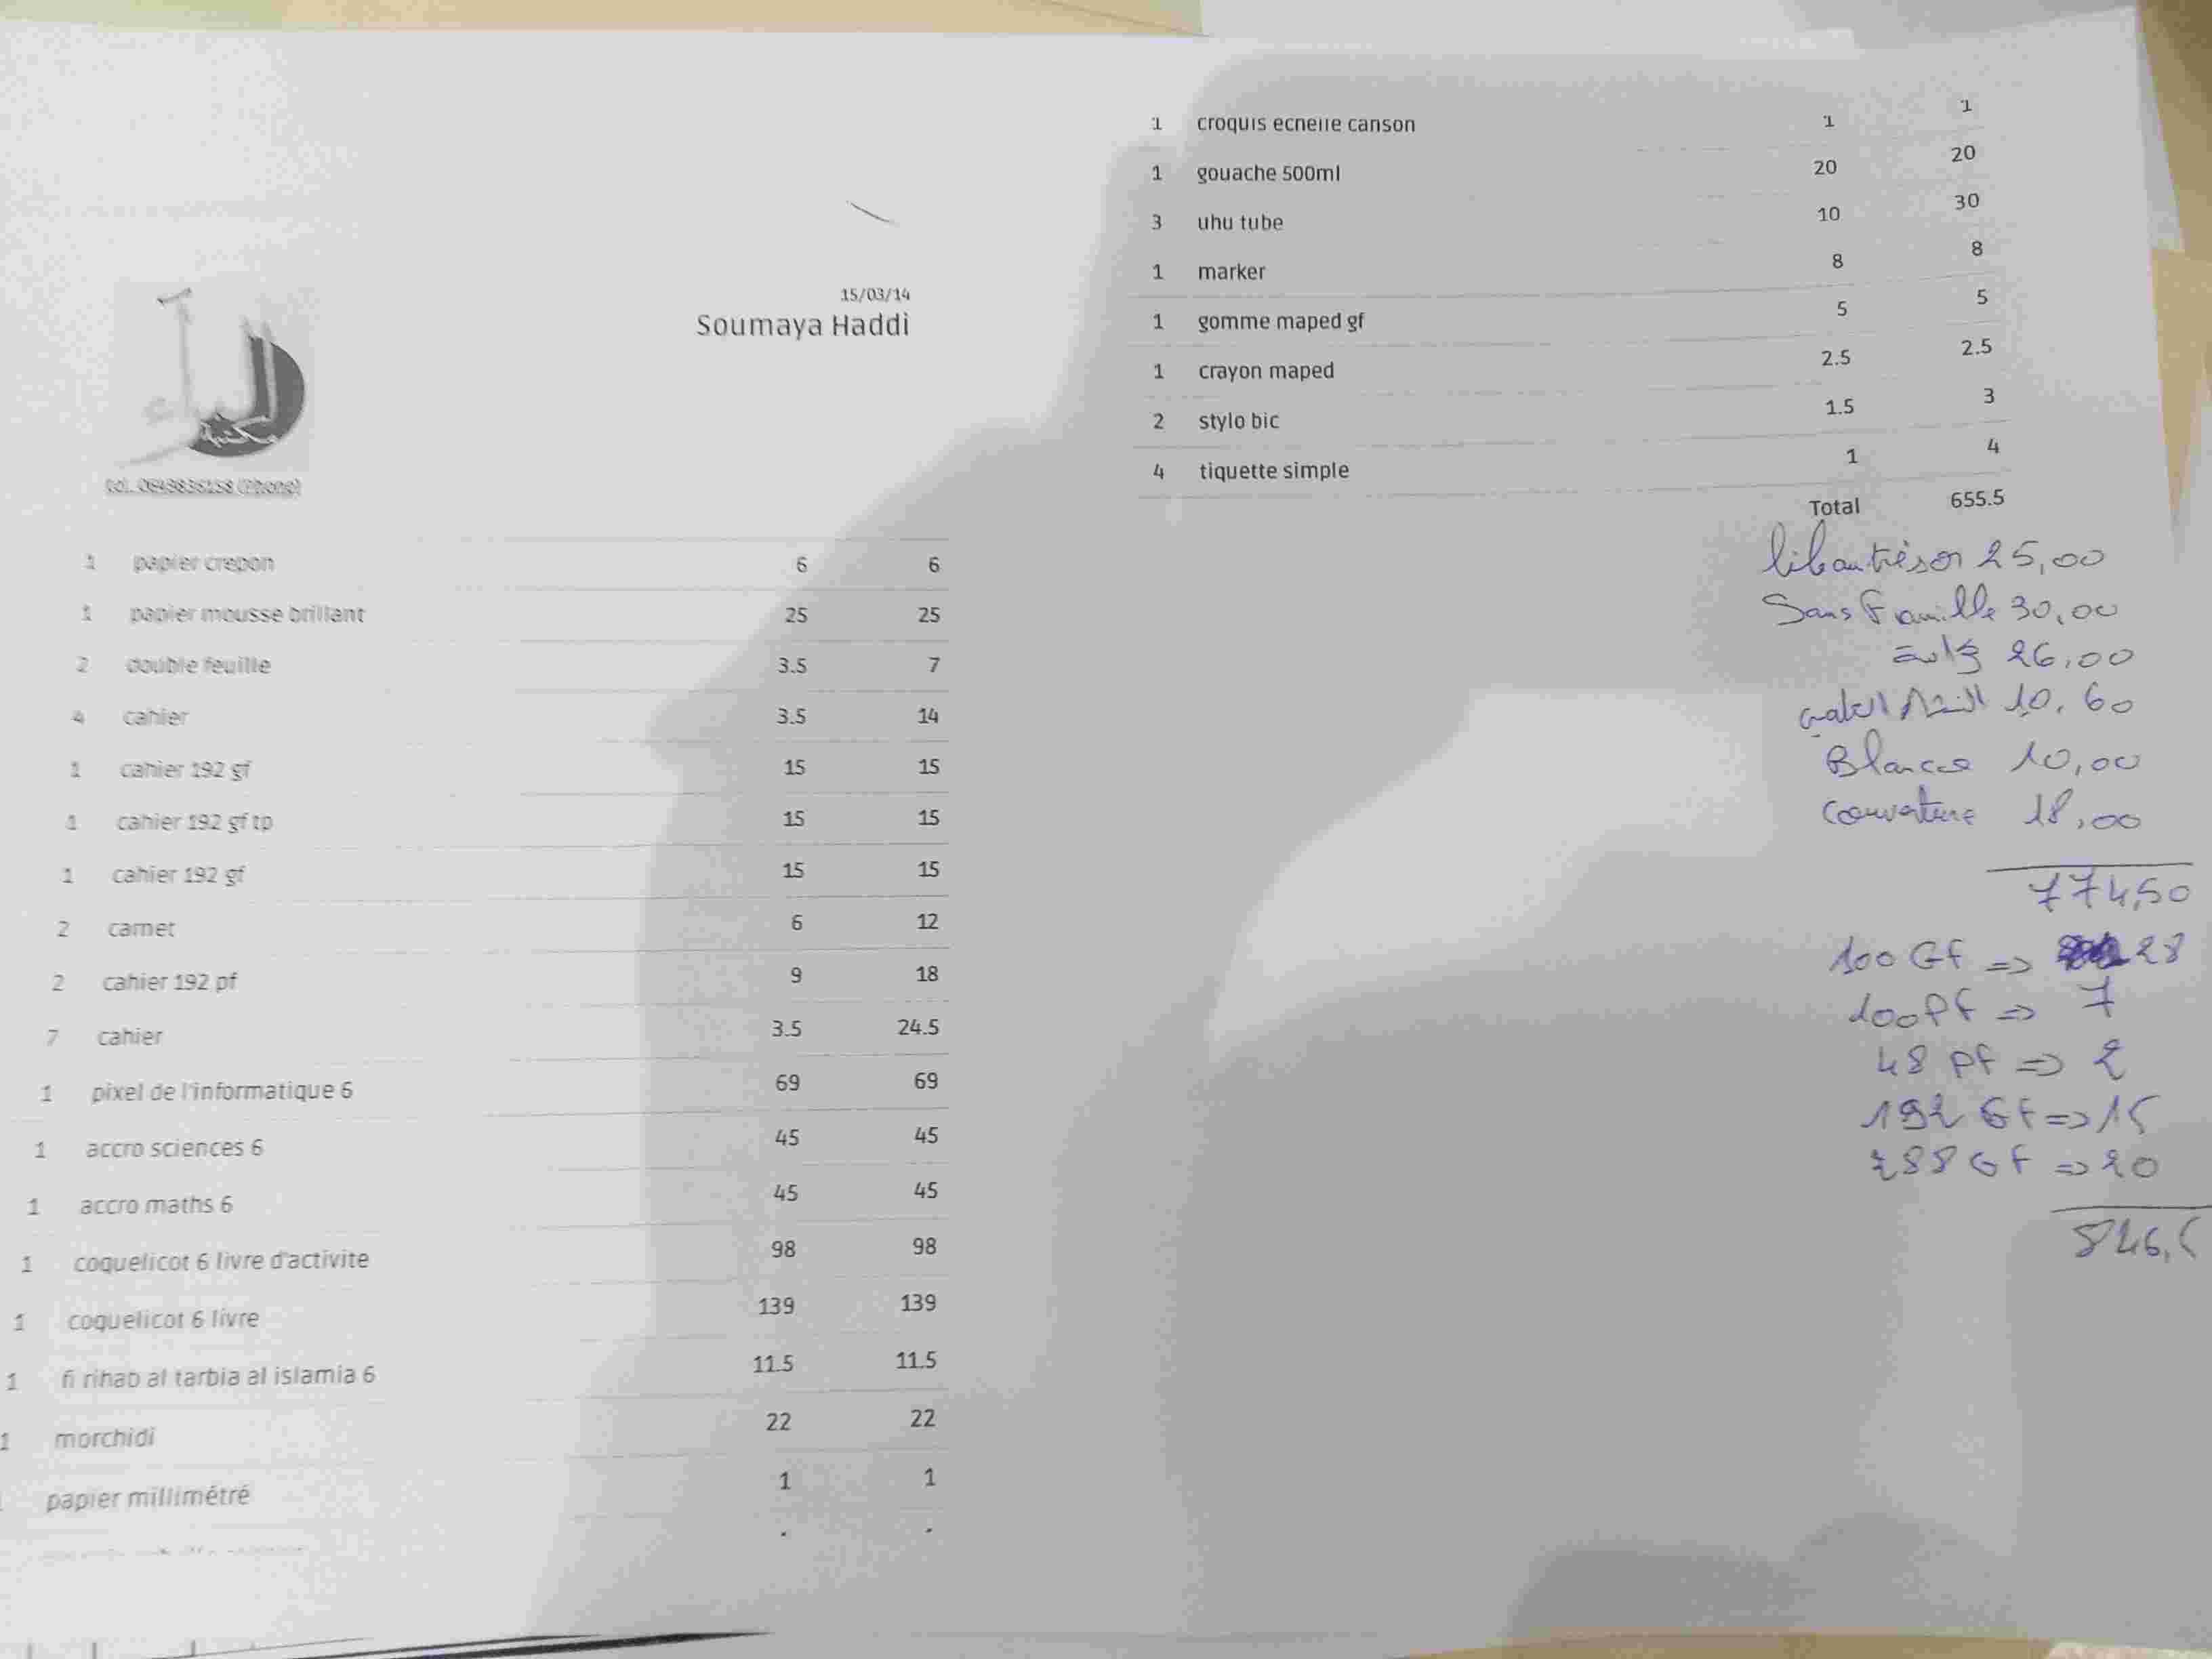 15/03/14
Soumaya Haddi
مكتبة
tel. 0649836158 (Phone)
1 papier crepon 6 6
1 papier mousse brillant 25 25
2 double feuille 3.5 7
4 cahier 3.5 14
1 cahier 192 gf 15 15
1 cahier 192 gf tp 15 15
1 cahier 192 gf 15 15
2 carnet 6 12
2 cahier 192 pf 9 18
7 cahier 3.5 24.5
1 pixel de l'informatique 6 69 69
1 accro sciences 6 45 45
1 accro maths 6 45 45
1 coquelicot 6 livre d'activite 98 98
1 coquelicot 6 livre 139 139
1 fi rihab al tarbia al islamia 6 11.5 11.5
1 morchidi 22 22
papier millimétré 1 1
1 croquis echelle canson 1 1
1 gouache 500ml 20 20
3 uhu tube 10 30
1 marker 8 8
1 gomme maped gf 5 5
1 crayon maped 2.5 2.5
2 stylo bic 1.5 3
4 tiquette simple 1 4
Total 655.5
trésor 25,00
Sans Famille 30,00
26,00
النشاط العلمي 10,60
Blanco 10,00
Couverture 18,00
774,50
100 Gf => 28
100 Pf => 7
48 pf => 2
192 Gf => 15
288 Gf => 20
846,5